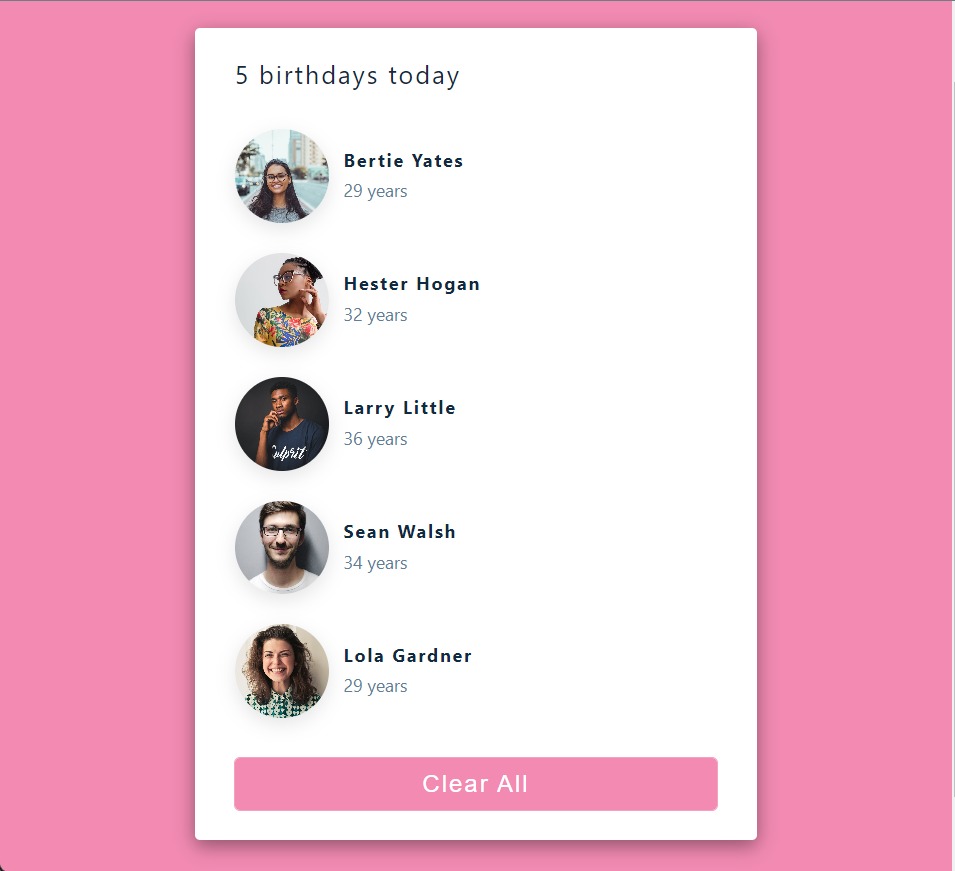 5 birthdays today
Bertie Yates
29 years
Hester Hogan
32 years
Larry Little
36 years
Culprit
Sean Walsh
34 years
Lola Gardner
29 years
Clear All